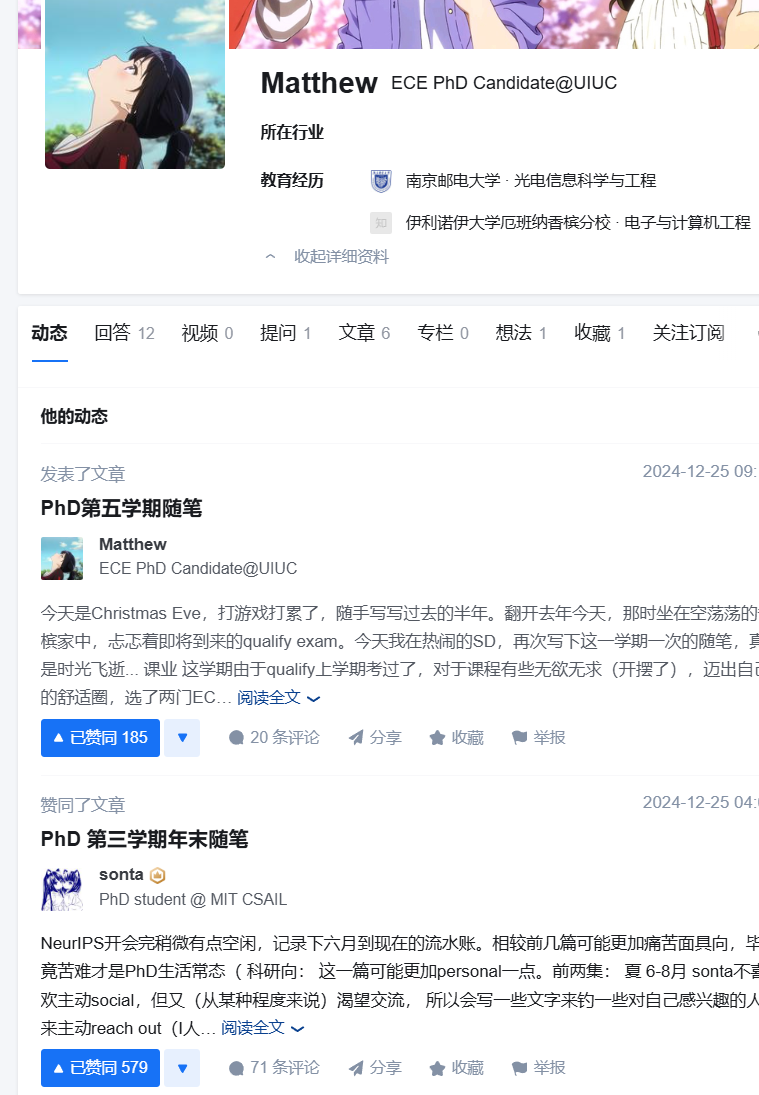 Matthew ECE PhD Candidate@UIUC
所在行业
教育经历 南京邮电大学 · 光电信息科学与工程
知 伊利诺伊大学厄班纳香槟分校 · 电子与计算机工程
收起详细资料
动态 回答 12 视频 0 提问 1 文章 6 专栏 0 想法 1 收藏 1 关注订阅
他的动态
发表了文章 2024-12-25 09:
PhD第五学期随笔
Matthew
ECE PhD Candidate@UIUC
今天是Christmas Eve，打游戏打累了，随手写写过去的半年。翻开去年今天，那时坐在空荡荡的
槟家中，忐忑着即将到来的qualify exam。今天我在热闹的SD，再次写下这一学期一次的随笔，真
是时光飞逝... 课业 这学期由于qualify上学期考过了，对于课程有些无欲无求（开摆了），迈出自己
的舒适圈，选了两门EC… 阅读全文
已赞同 185 20 条评论 分享 收藏 举报
赞同了文章 2024-12-25 04:
PhD 第三学期年末随笔
sonta
PhD student @ MIT CSAIL
NeurIPS开会完稍微有点空闲，记录下六月到现在的流水账。相较前几篇可能更加痛苦面具向，毕
竟苦难才是PhD生活常态（ 科研向： 这一篇可能更加personal一点。前两集： 夏 6-8月 sonta不喜
欢主动social，但又（从某种程度来说）渴望交流， 所以会写一些文字来钓一些对自己感兴趣的人
来主动reach out（I人… 阅读全文
已赞同 579 71 条评论 分享 收藏 举报